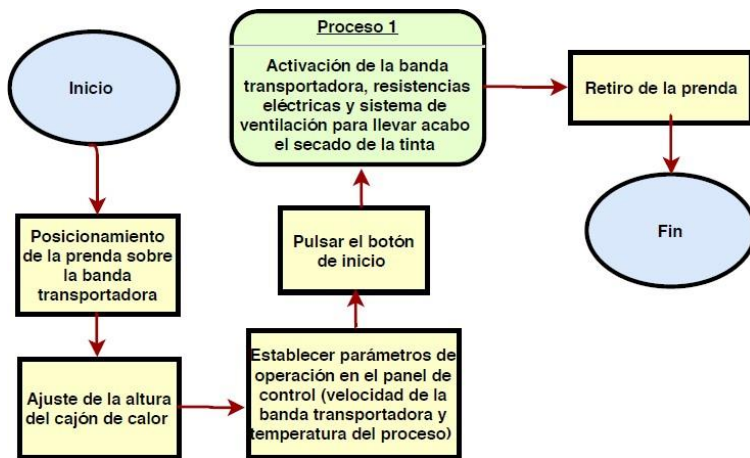 Inicio
Posicionamiento
de la prenda sobre
la banda
transportadora
Ajuste de la altura
del cajón de calor
Establecer parámetros de
operación en el panel de
control (velocidad de la
banda transportadora y
temperatura del proceso)
Pulsar el botón
de inicio
Proceso 1
Activación de la banda
transportadora, resistencias
eléctricas y sistema de
ventilación para llevar acabo
el secado de la tinta
Retiro de la prenda
Fin